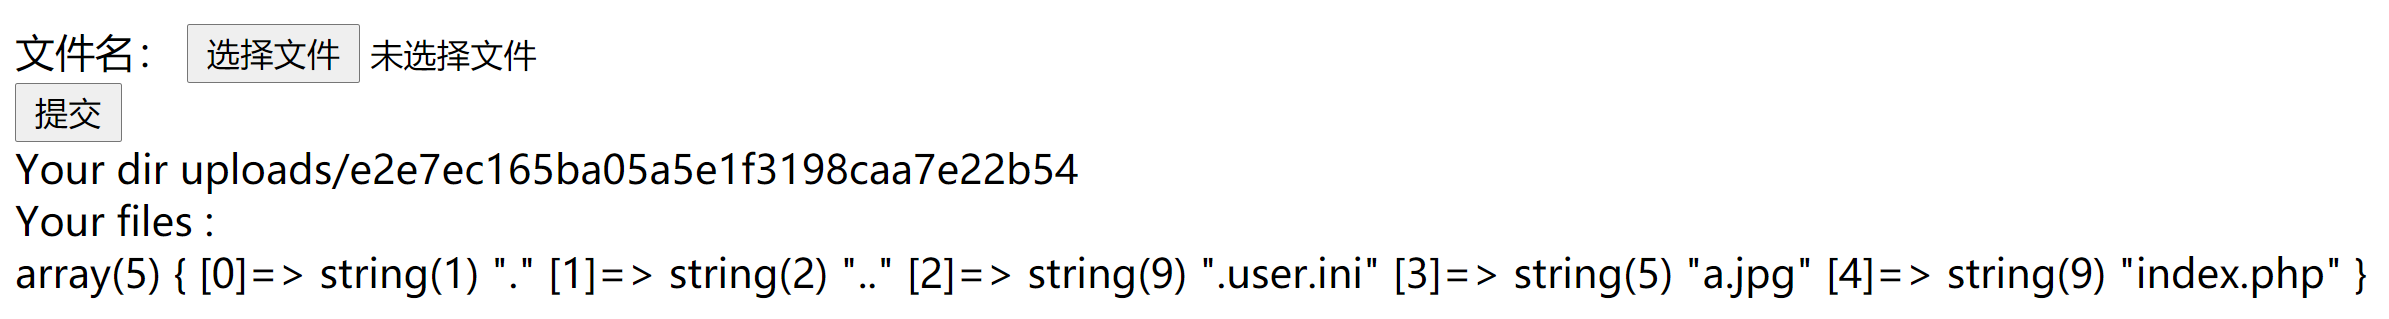 文件名： 选择文件 未选择文件
提交
Your dir uploads/e2e7ec165ba05a5e1f3198caa7e22b54
Your files :
array(5) { [0]=> string(1) "." [1]=> string(2) ".." [2]=> string(9) ".user.ini" [3]=> string(5) "a.jpg" [4]=> string(9) "index.php" }